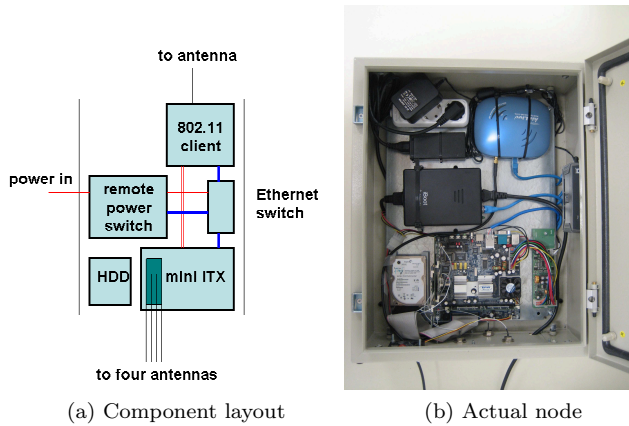 to antenna
802.11
client
power in
remote
power
switch
Ethernet
switch
HDD
mini ITX
to four antennas
iBoot
(a) Component layout
(b) Actual node